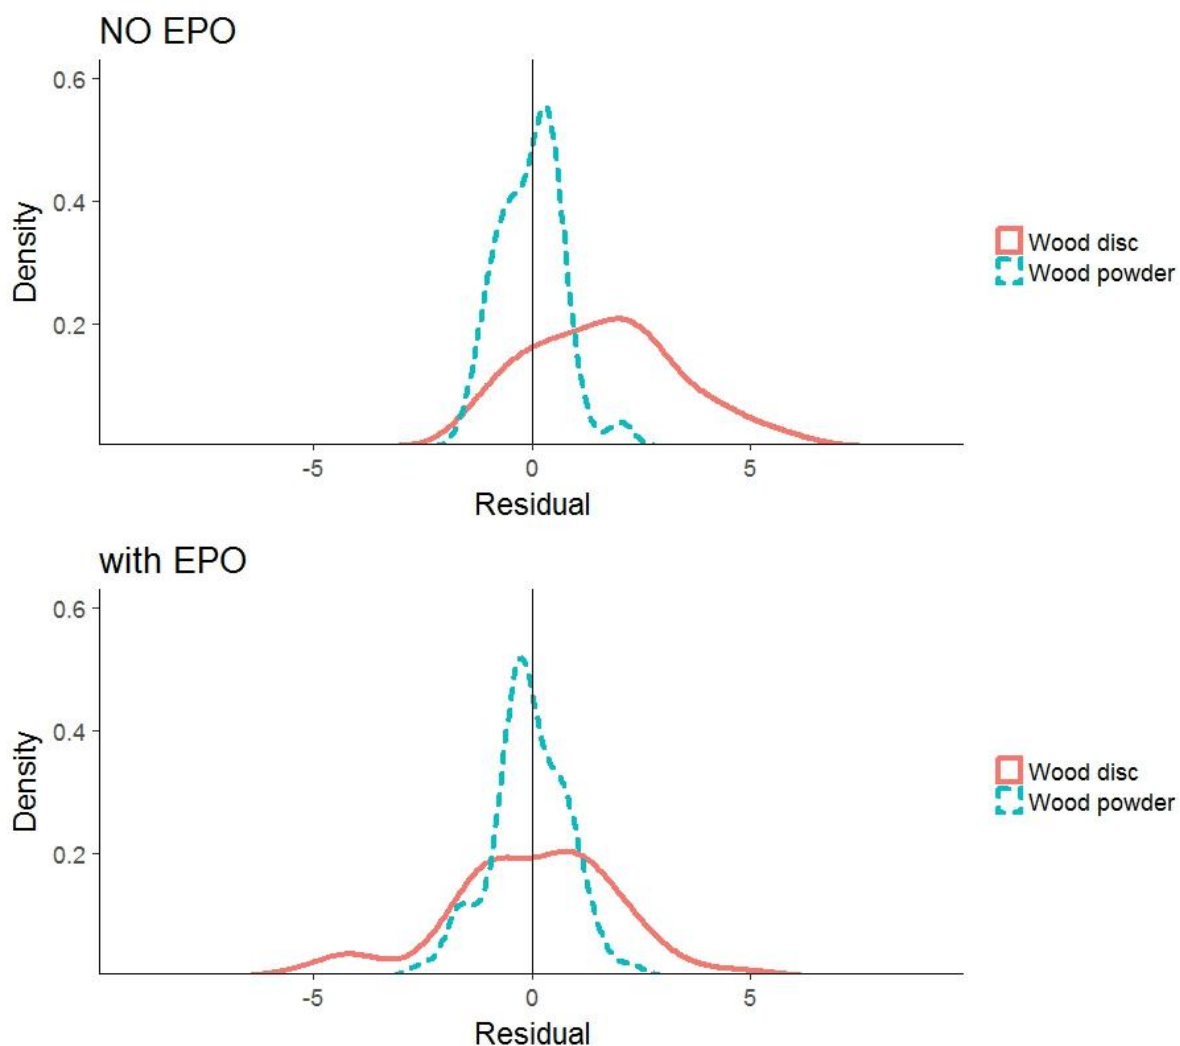 NO EPO
0.6
0.4
0.2
Density
-5 0 5
Residual
Wood disc
Wood powder
with EPO
0.6
0.4
0.2
Density
-5 0 5
Residual
Wood disc
Wood powder